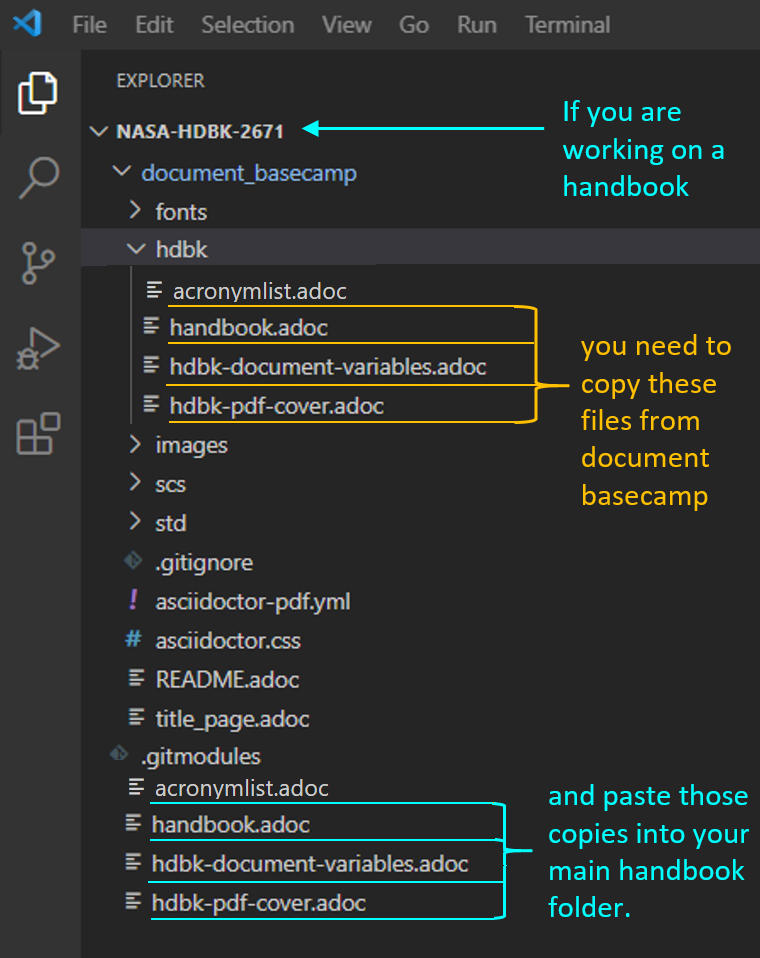 File Edit Selection View Go Run Terminal
EXPLORER
NASA-HDBK-2671
If you are
working on a
handbook
document_basecamp
fonts
hdbk
acronymlist.adoc
handbook.adoc
hdbk-document-variables.adoc
hdbk-pdf-cover.adoc
you need to
copy these
files from
document
basecamp
images
scs
std
.gitignore
! asciidoctor-pdf.yml
# asciidoctor.css
README.adoc
title_page.adoc
.gitmodules
acronymlist.adoc
handbook.adoc
hdbk-document-variables.adoc
hdbk-pdf-cover.adoc
and paste those
copies into your
main handbook
folder.